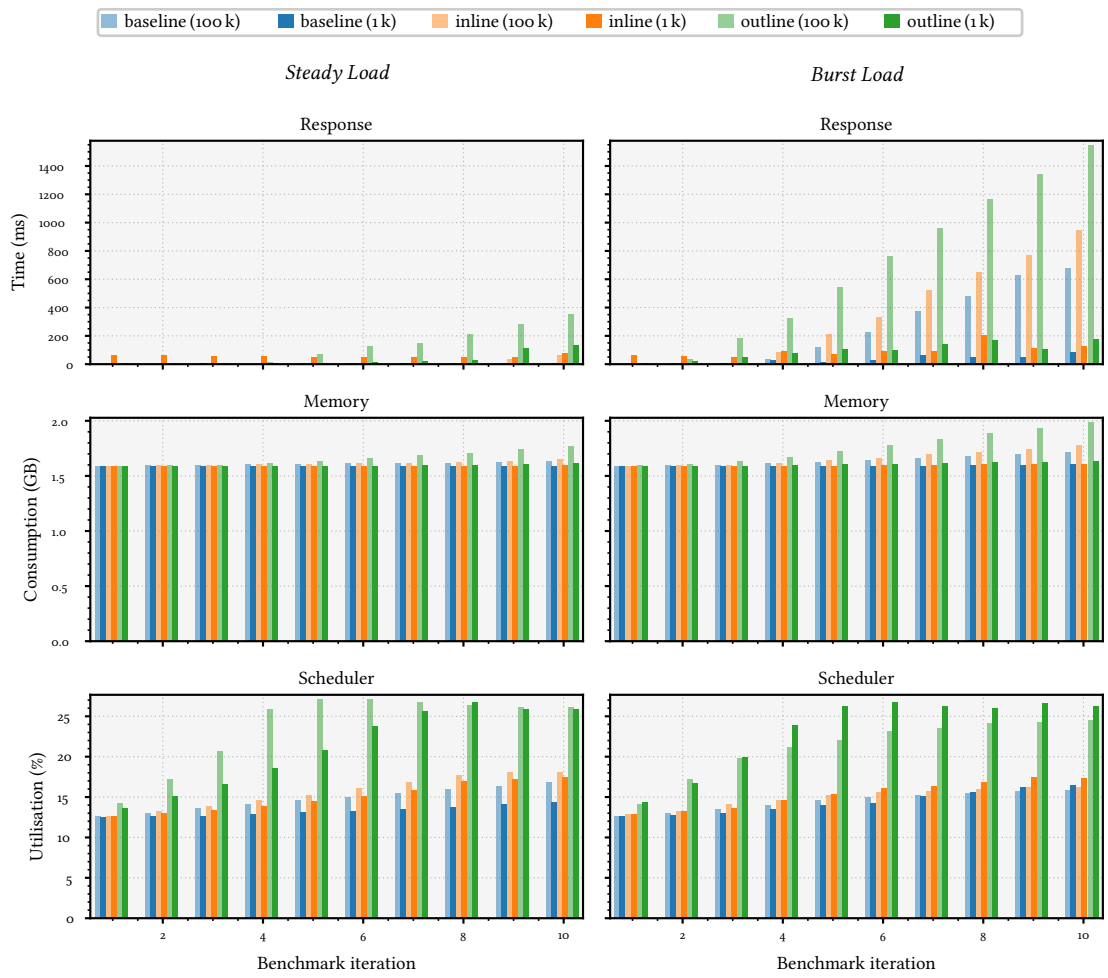 baseline (100 k) baseline (1 k) inline (100 k) inline (1 k) outline (100 k) outline (1 k)
Steady Load Burst Load
Response Response
Time (ms)
1400
1200
1000
800
600
400
200
0
Memory Memory
Consumption (GB)
2.0
1.5
1.0
0.5
0.0
Scheduler Scheduler
Utilisation (%)
25
20
15
10
5
0
2 4 6 8 10 2 4 6 8 10
Benchmark iteration Benchmark iteration